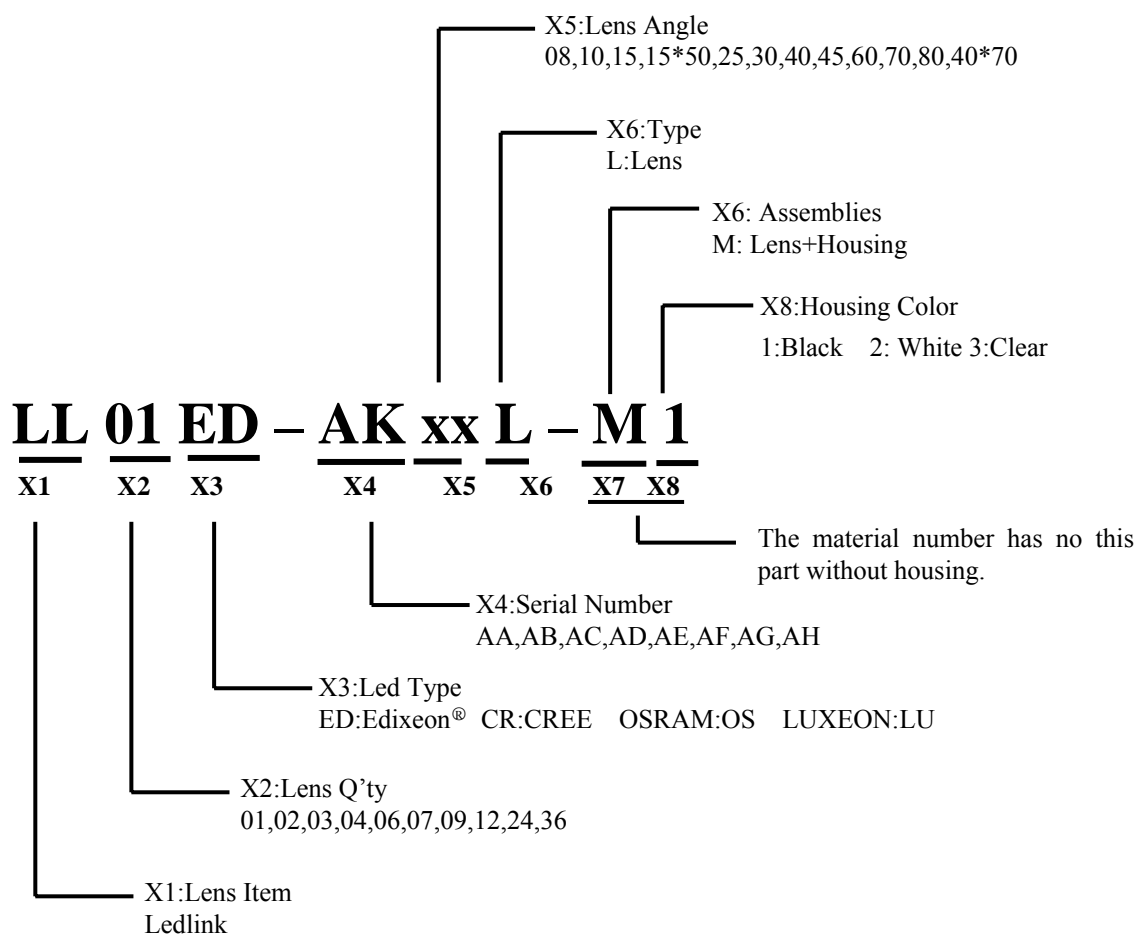 X5:Lens Angle
08,10,15,15*50,25,30,40,45,60,70,80,40*70
X6:Type
L:Lens
X6: Assemblies
M: Lens+Housing
X8:Housing Color
1:Black 2: White 3:Clear
LL 01 ED – AK xx L – M 1
X1 X2 X3 X4 X5 X6 X7 X8
The material number has no this
part without housing.
X4:Serial Number
AA,AB,AC,AD,AE,AF,AG,AH
X3:Led Type
ED:Edixeon® CR:CREE OSRAM:OS LUXEON:LU
X2:Lens Q’ty
01,02,03,04,06,07,09,12,24,36
X1:Lens Item
Ledlink